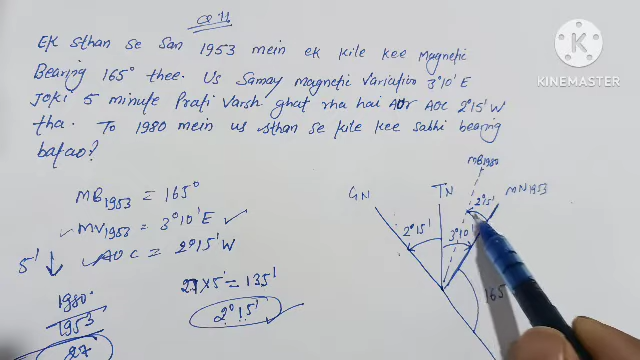 Q11
Ek sthan se san 1953 mein ek kile kee magnetic
Bearing 165° thee. Us samay magnetic variation 3°10' E
Joki 5 minute prati varsh ghat rha hai Aor AOC 2°15' W
tha. To 1980 mein us sthan se kile kee sabhi bearing
batao?
MB1953 = 165°
MV1953 = 3°10' E
AOC = 2°15' W
5'
1980
1953
27
27 x 5' = 135'
2°15'
GN
TN
MB1980
MN1953
2°15'
3°10'
2°15'
165
KINEMASTER